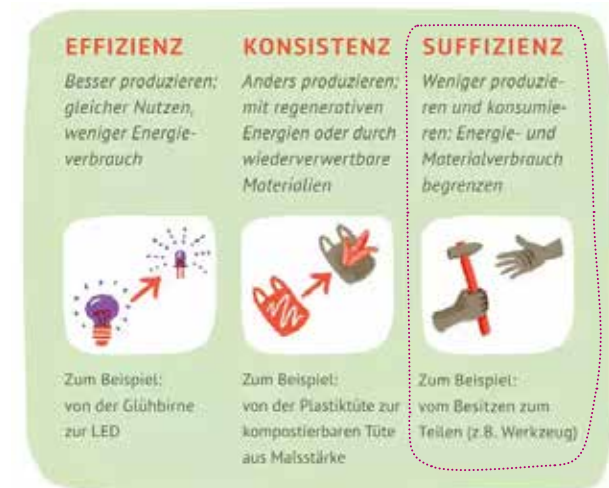 EFFIZIENZ
Besser produzieren:
gleicher Nutzen,
weniger Energie-
verbrauch
Zum Beispiel:
von der Glühbirne
zur LED
KONSISTENZ
Anders produzieren:
mit regenerativen
Energien oder durch
wiederverwertbare
Materialien
Zum Beispiel:
von der Plastiktüte zur
kompostierbaren Tüte
aus Maisstärke
SUFFIZIENZ
Weniger produzie-
ren und konsumie-
ren: Energie- und
Materialverbrauch
begrenzen
Zum Beispiel:
vom Besitzen zum
Teilen (z.B. Werkzeug)